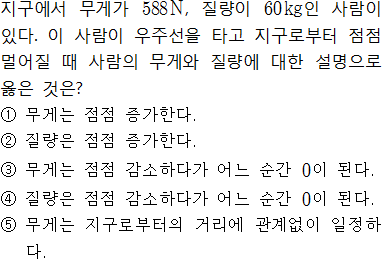 지구에서 무게가 588N, 질량이 60kg인 사람이
있다. 이 사람이 우주선을 타고 지구로부터 점점
멀어질 때 사람의 무게와 질량에 대한 설명으로
옳은 것은?
① 무게는 점점 증가한다.
② 질량은 점점 증가한다.
③ 무게는 점점 감소하다가 어느 순간 0이 된다.
④ 질량은 점점 감소하다가 어느 순간 0이 된다.
⑤ 무게는 지구로부터의 거리에 관계없이 일정하
다.